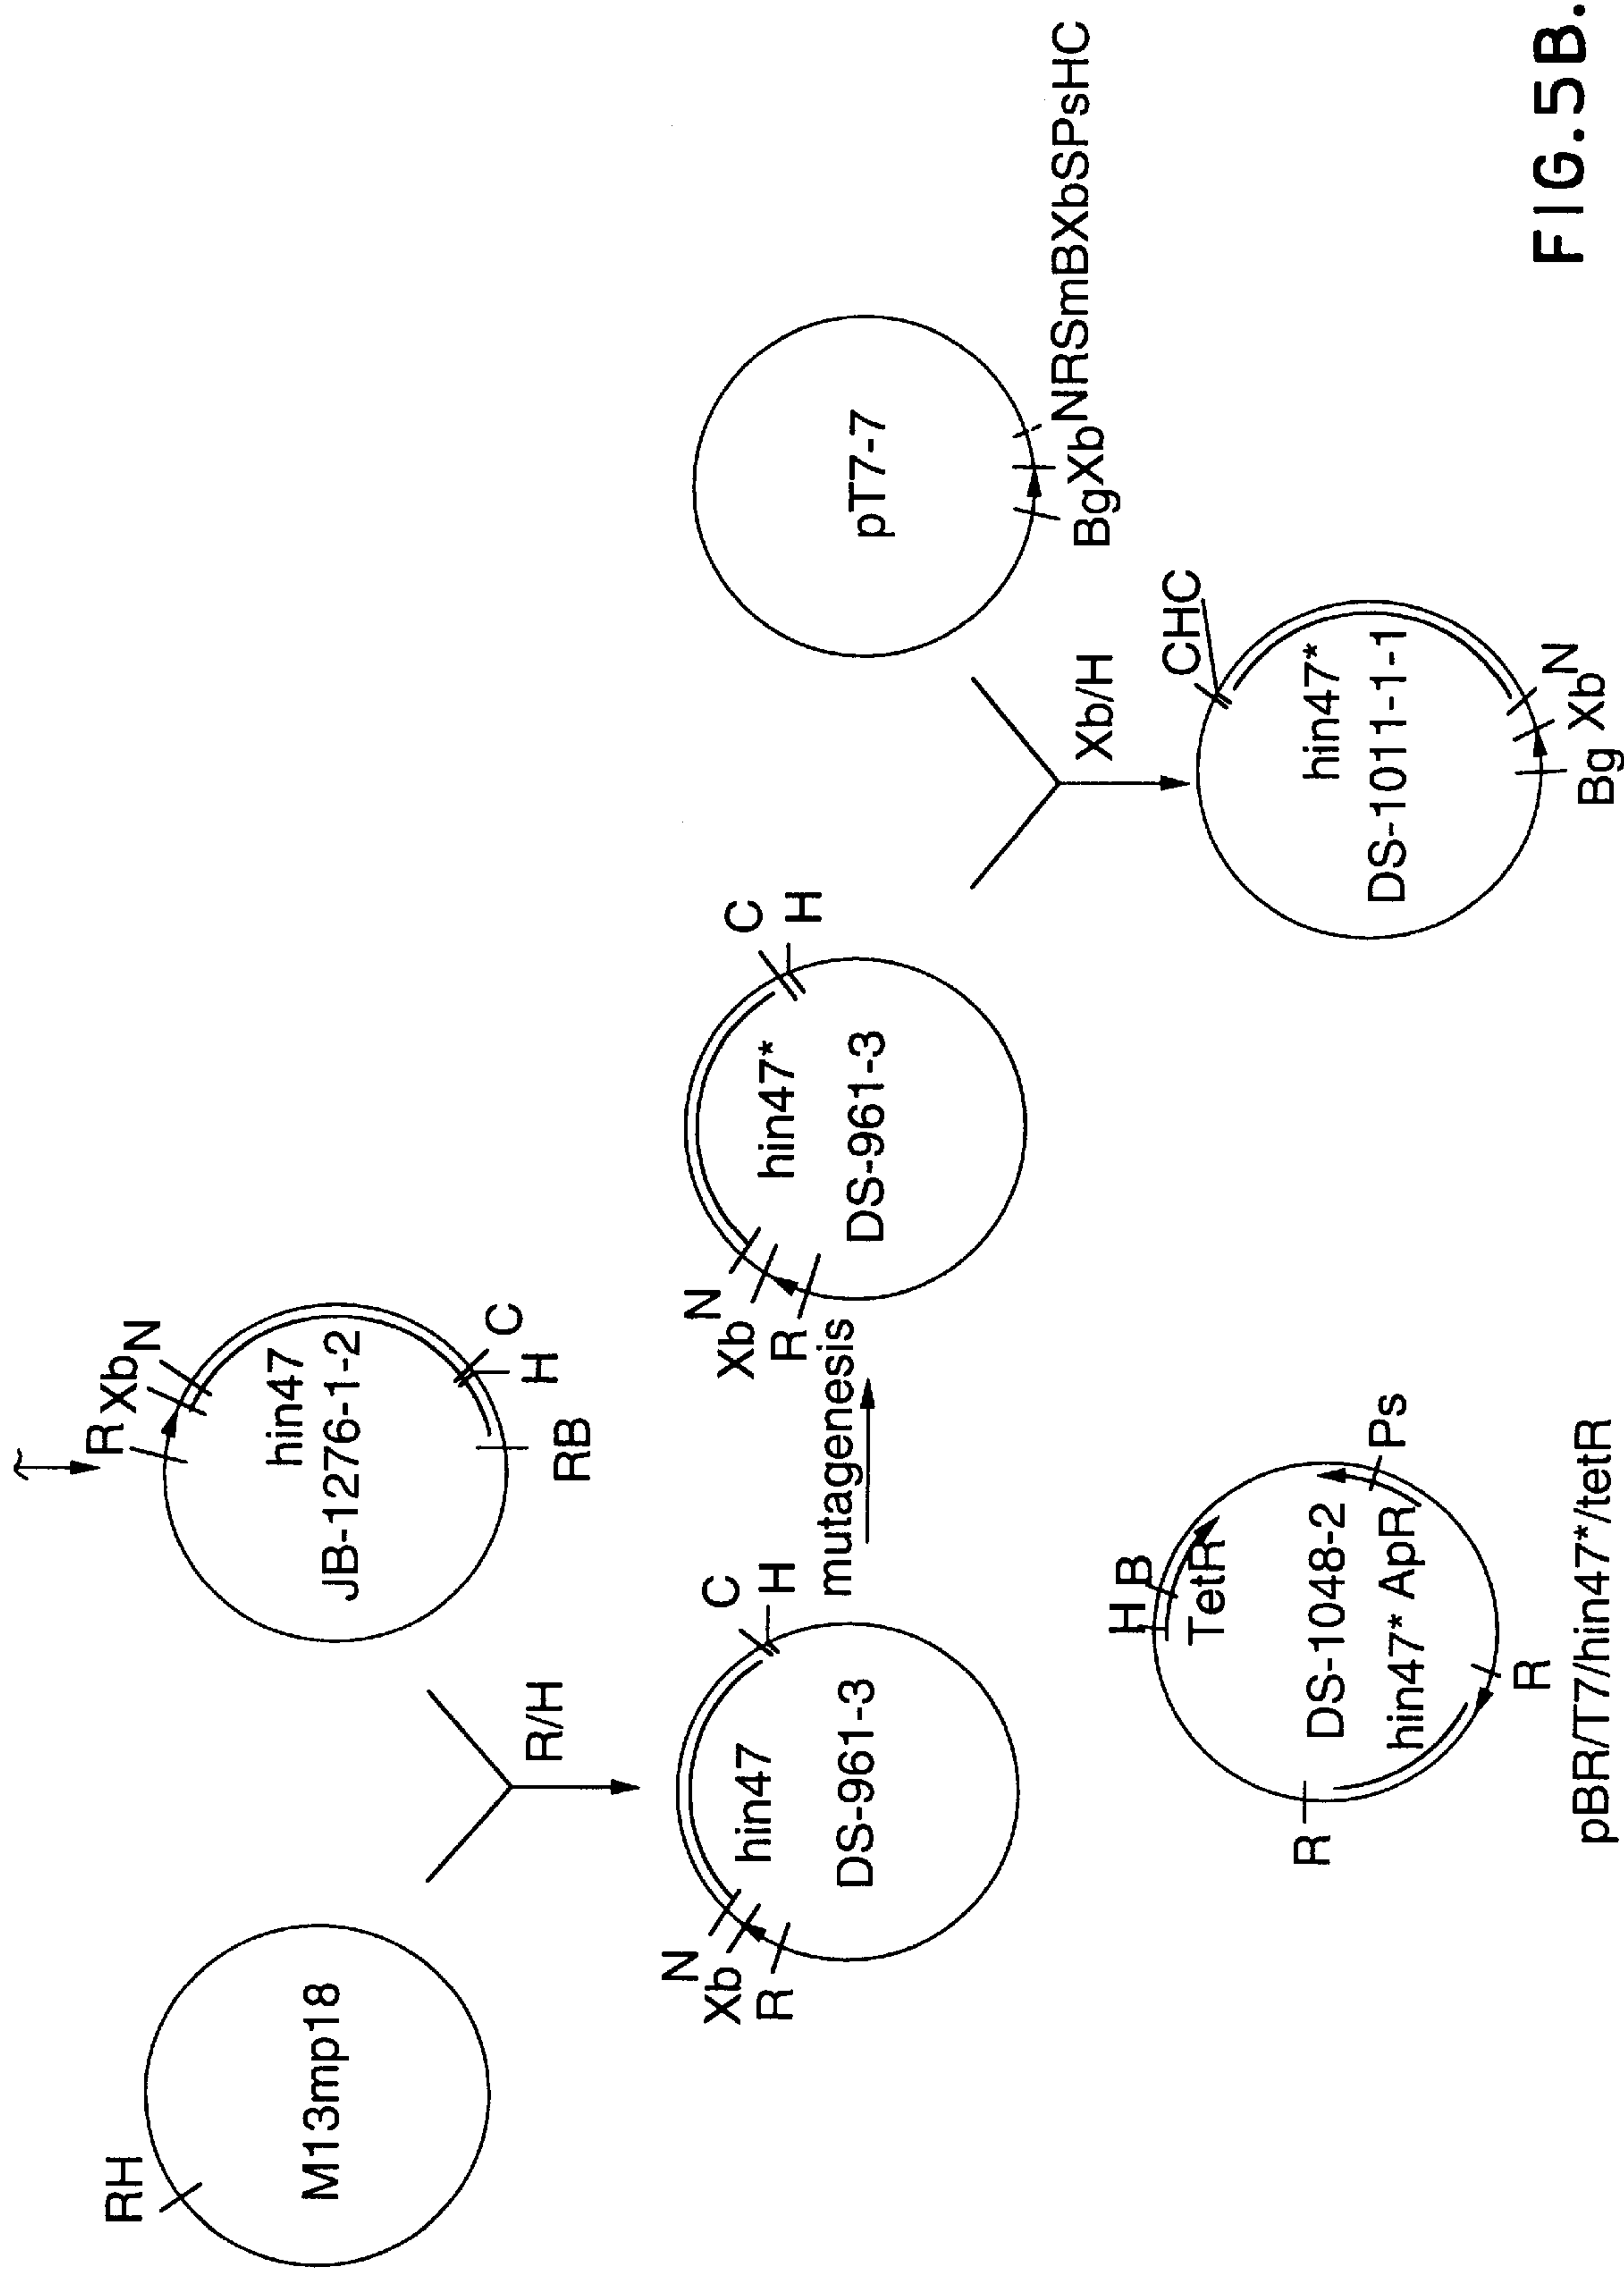 RH
M13mp18
R/H
R
Xb
N
hin47
JB-1276-1-2
C
H
RB
N
Xb
R
hin47
DS-961-3
C
H
mutagenesis
N
Xb
R
hin47*
DS-961-3
C
H
pT7-7
Bg
Xb
NRSmBXbSPsHC
Xb/H
CHC
hin47*
DS-1011-1-1
N
Xb
Bg
H B
TetR
DS-1048-2
hin47* ApR
Ps
R
R
pBR/T7/hin47*/tetR
FIG.5B.